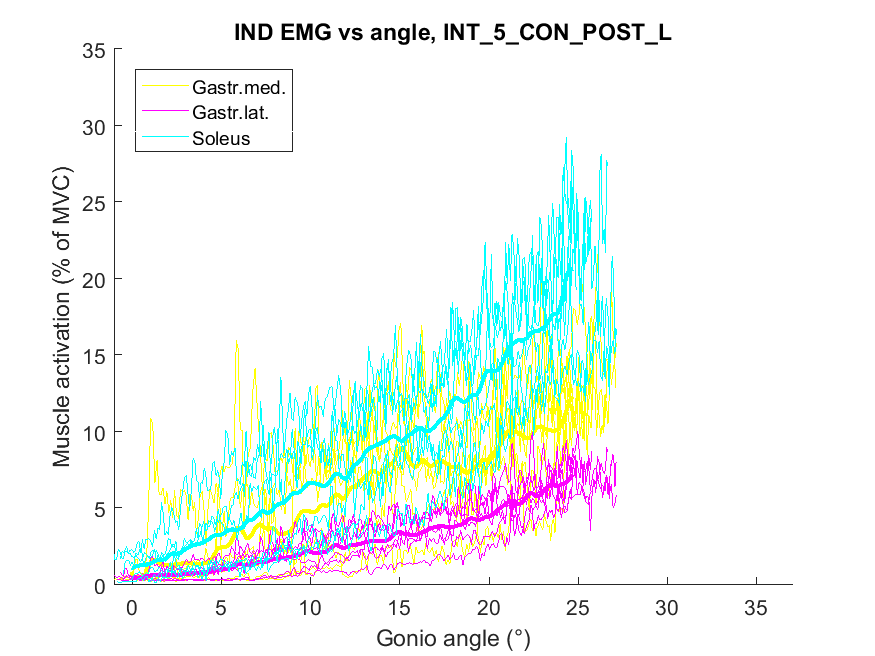 IND EMG vs angle, INT_5_CON_POST_L
35
30
25
20
15
10
5
0
Muscle activation (% of MVC)
Gastr.med.
Gastr.lat.
Soleus
0 5 10 15 20 25 30 35
Gonio angle (°)